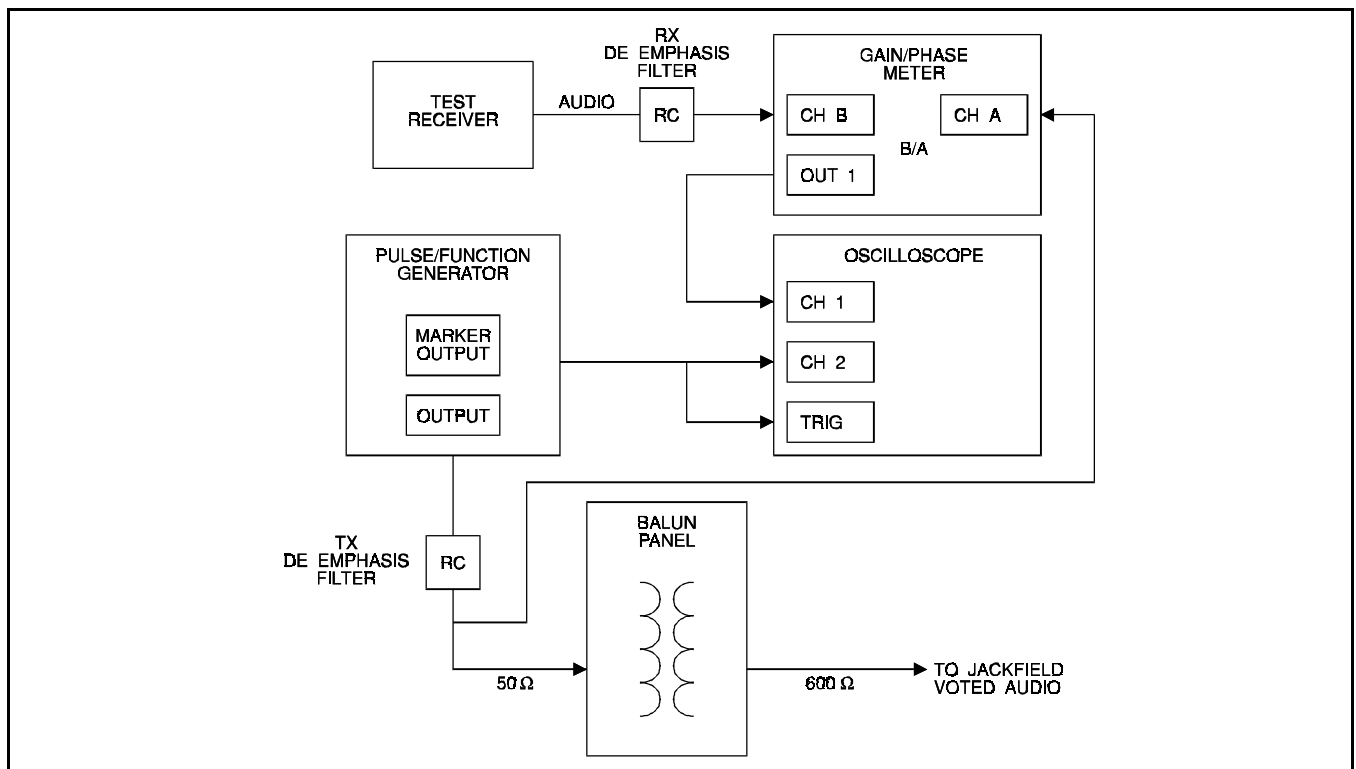 RX
DE EMPHASIS
FILTER
GAIN/PHASE
METER
TEST
RECEIVER
AUDIO
RC
CH B
CH A
B/A
OUT 1
PULSE/FUNCTION
GENERATOR
OSCILLOSCOPE
CH 1
MARKER
OUTPUT
CH 2
OUTPUT
TRIG
BALUN
PANEL
TX
DE EMPHASIS
FILTER
RC
50 Ω
600 Ω
TO JACKFIELD
VOTED AUDIO